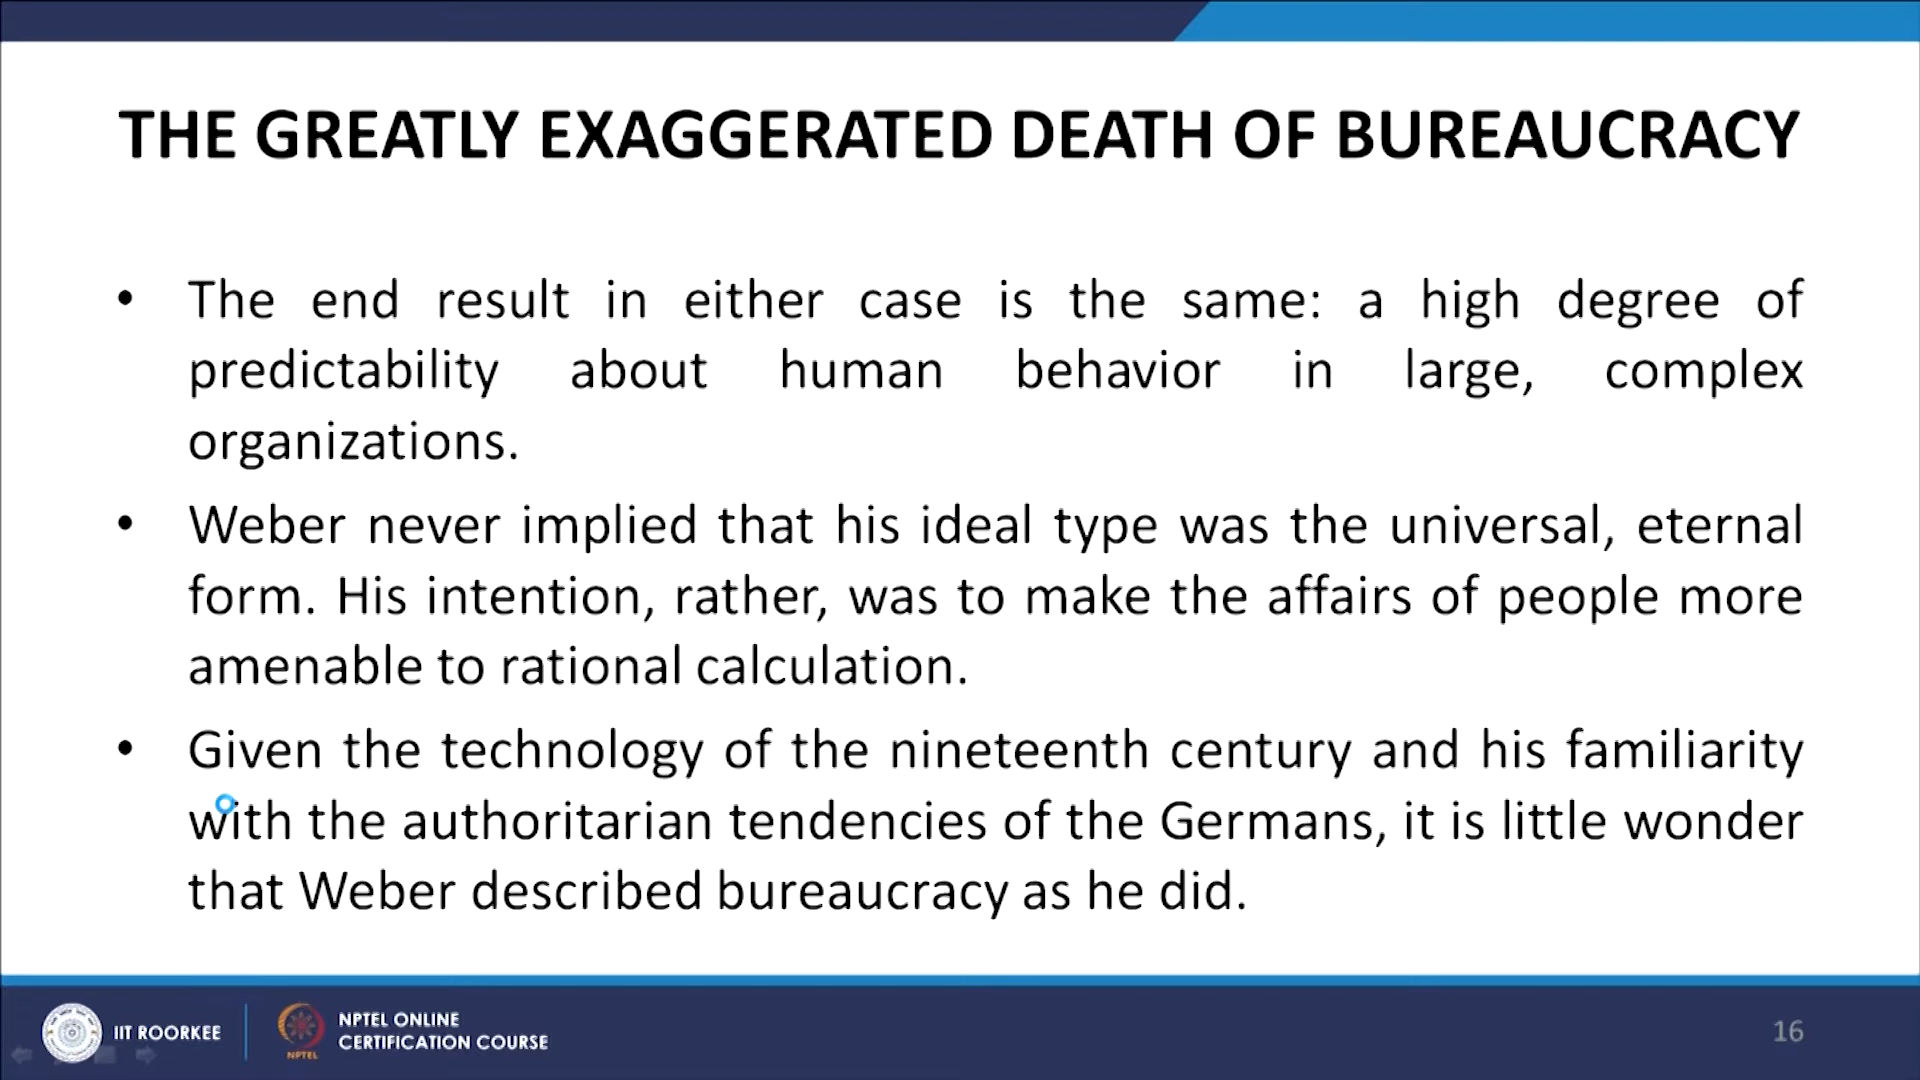 THE GREATLY EXAGGERATED DEATH OF BUREAUCRACY
• The end result in either case is the same: a high degree of
predictability about human behavior in large, complex
organizations.
• Weber never implied that his ideal type was the universal, eternal
form. His intention, rather, was to make the affairs of people more
amenable to rational calculation.
• Given the technology of the nineteenth century and his familiarity
with the authoritarian tendencies of the Germans, it is little wonder
that Weber described bureaucracy as he did.
IIT ROORKEE
NPTEL
NPTEL ONLINE
CERTIFICATION COURSE
16